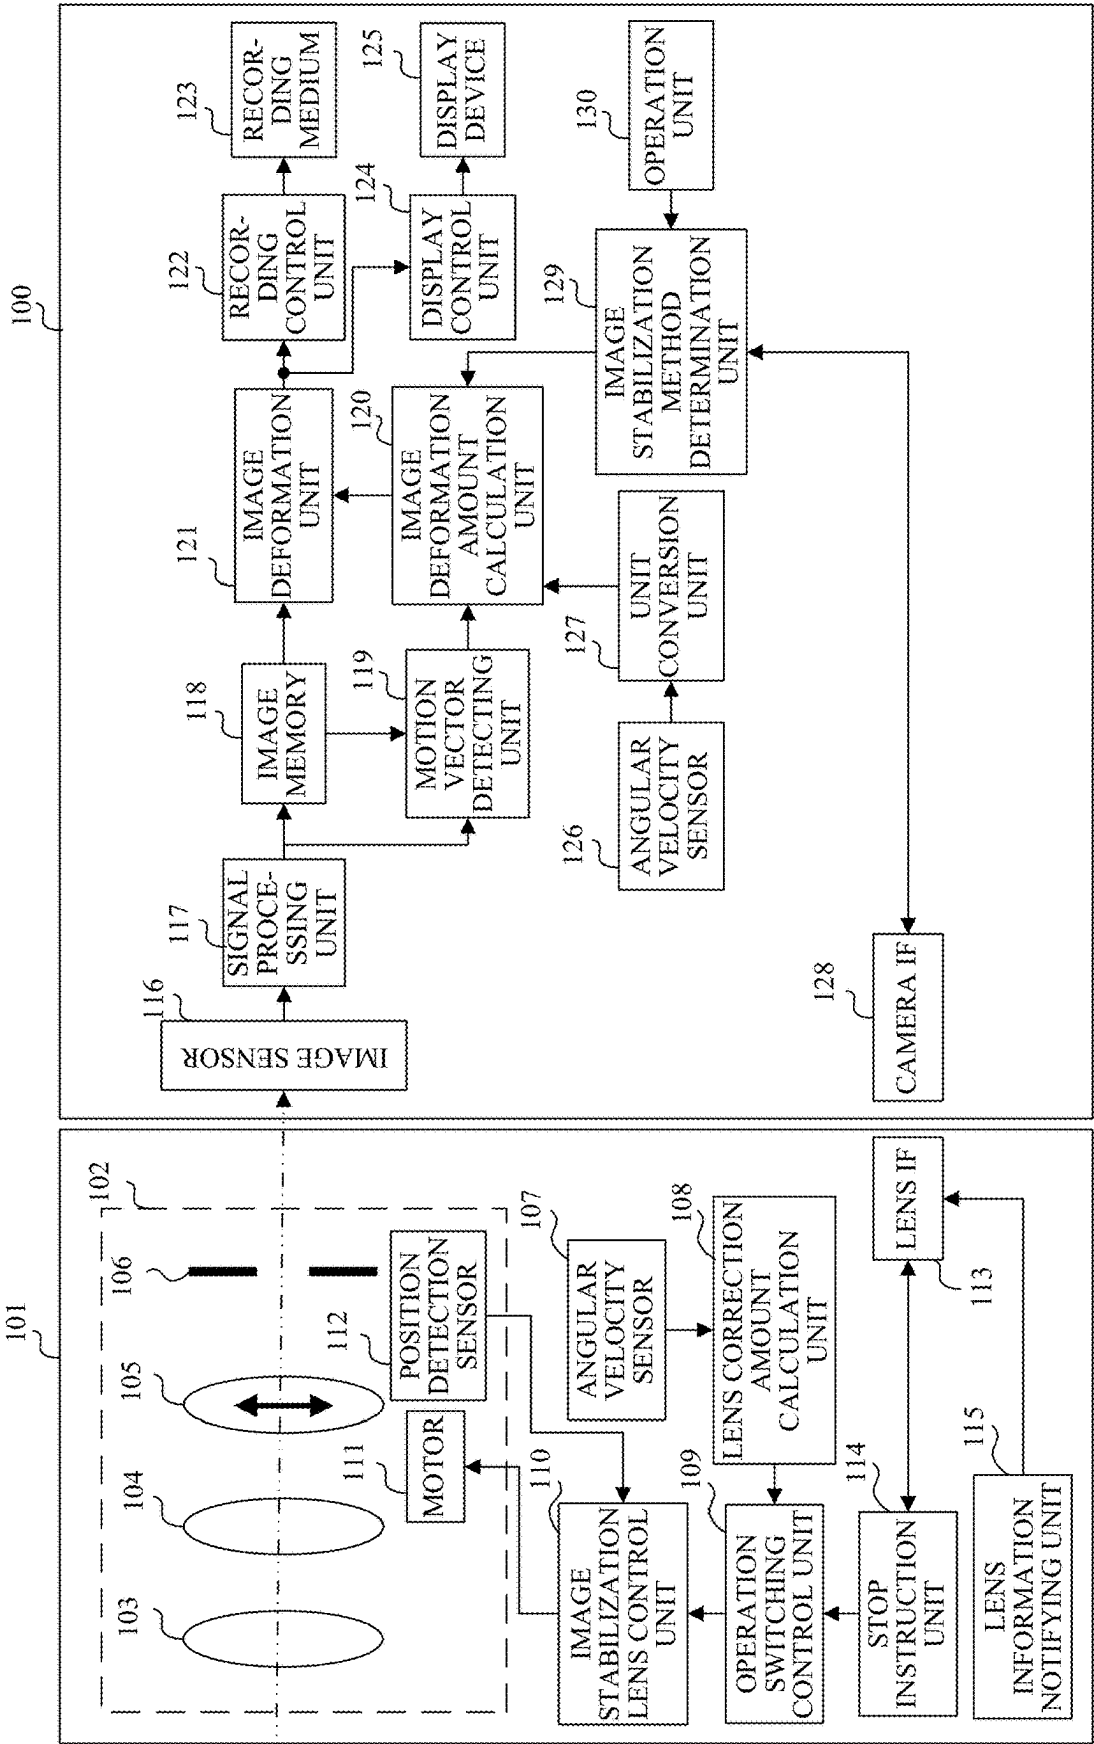 101
102
103
104
105
106
POSITION
DETECTION
SENSOR
112
MOTOR
111
ANGULAR
VELOCITY
SENSOR
107
LENS CORRECTION
AMOUNT
CALCULATION
UNIT
108
IMAGE
STABILIZATION
LENS CONTROL
UNIT
110
OPERATION
SWITCHING
CONTROL UNIT
109
STOP
INSTRUCTION
UNIT
114
LENS
INFORMATION
NOTIFYING UNIT
115
LENS IF
113
100
IMAGE SENSOR
116
SIGNAL
PROCE-
SSING
UNIT
117
IMAGE
MEMORY
118
MOTION
VECTOR
DETECTING
UNIT
119
IMAGE
DEFORMATION
UNIT
121
IMAGE
DEFORMATION
AMOUNT
CALCULATION
UNIT
120
RECOR-
DING
CONTROL
UNIT
122
RECOR-
DING
MEDIUM
123
DISPLAY
CONTROL
UNIT
124
DISPLAY
DEVICE
125
ANGULAR
VELOCITY
SENSOR
126
UNIT
CONVERSION
UNIT
127
IMAGE
STABILIZATION
METHOD
DETERMINATION
UNIT
129
OPERATION
UNIT
130
CAMERA IF
128